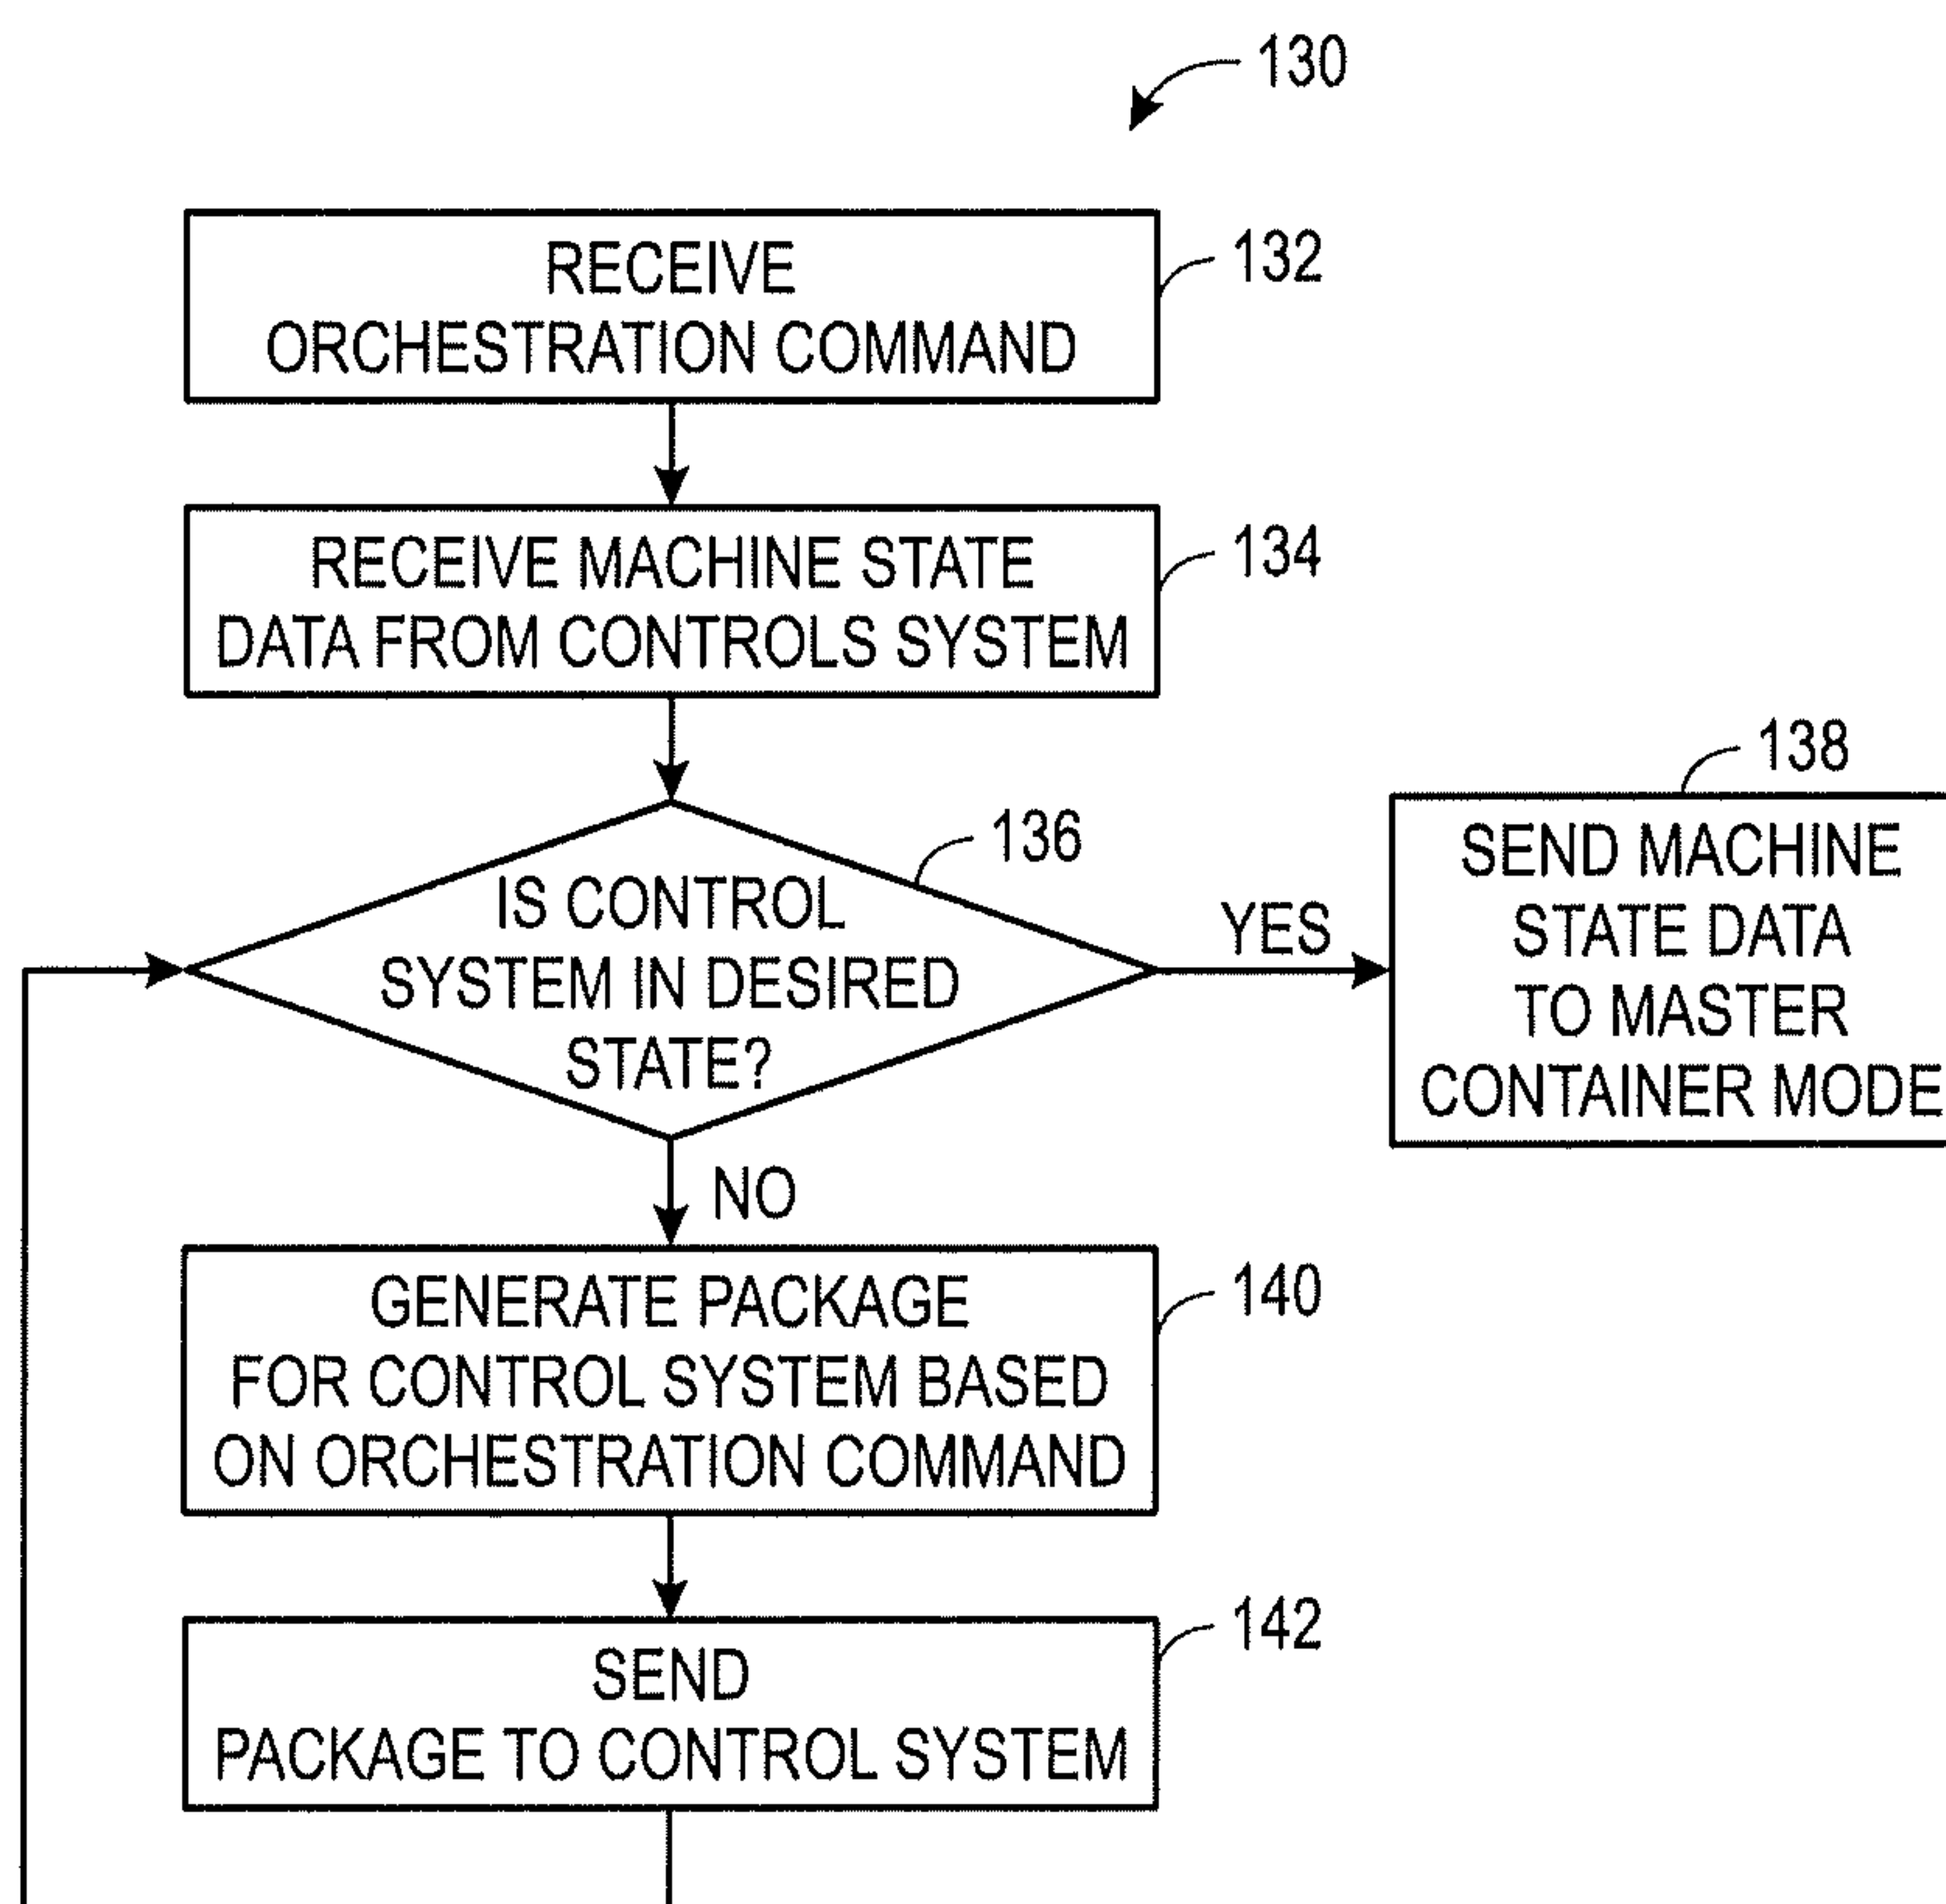 130
RECEIVE
ORCHESTRATION COMMAND
132
RECEIVE MACHINE STATE
DATA FROM CONTROLS SYSTEM
134
IS CONTROL
SYSTEM IN DESIRED
STATE?
136
YES
138
SEND MACHINE
STATE DATA
TO MASTER
CONTAINER MODE
NO
GENERATE PACKAGE
FOR CONTROL SYSTEM BASED
ON ORCHESTRATION COMMAND
140
SEND
PACKAGE TO CONTROL SYSTEM
142